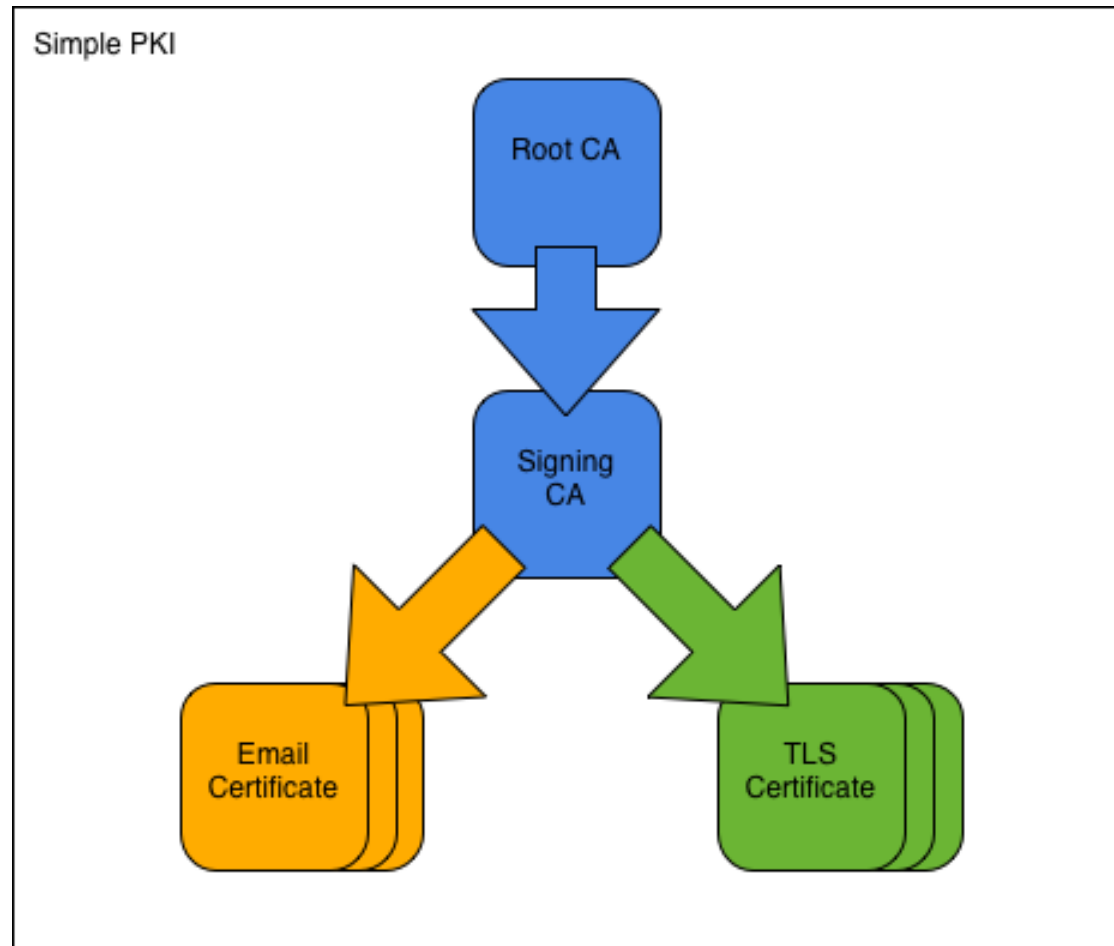 Simple PKI
Root CA
Signing
CA
Email
Certificate
TLS
Certificate